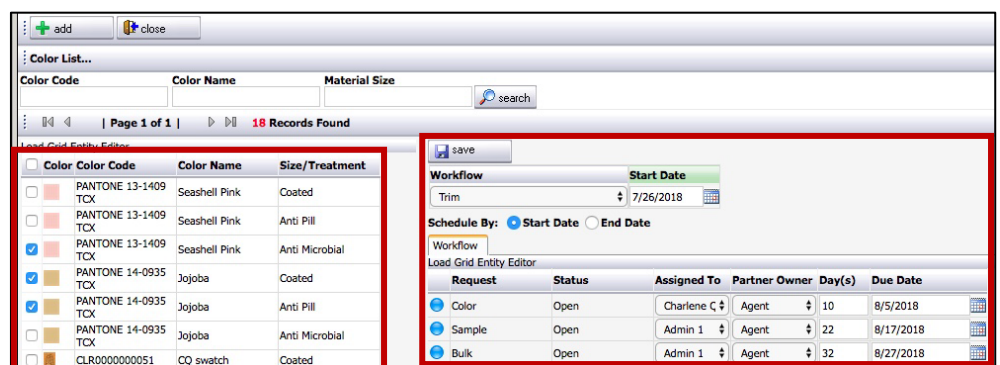 add close
Color List...
Color Code Color Name Material Size
search
| Page 1 of 1 | 18 Records Found
Load Grid Entity Editor
Color Color Code Color Name Size/Treatment
PANTONE 13-1409 TCX Seashell Pink Coated
PANTONE 13-1409 TCX Seashell Pink Anti Pill
PANTONE 13-1409 TCX Seashell Pink Anti Microbial
PANTONE 14-0935 TCX Jojoba Coated
PANTONE 14-0935 TCX Jojoba Anti Pill
PANTONE 14-0935 TCX Jojoba Anti Microbial
CLR0000000051 CQ swatch Coated
save
Workflow Start Date
Trim 7/26/2018
Schedule By: Start Date End Date
Workflow
Load Grid Entity Editor
Request Status Assigned To Partner Owner Day(s) Due Date
Color Open Charlene Agent 10 8/5/2018
Sample Open Admin 1 Agent 22 8/17/2018
Bulk Open Admin 1 Agent 32 8/27/2018